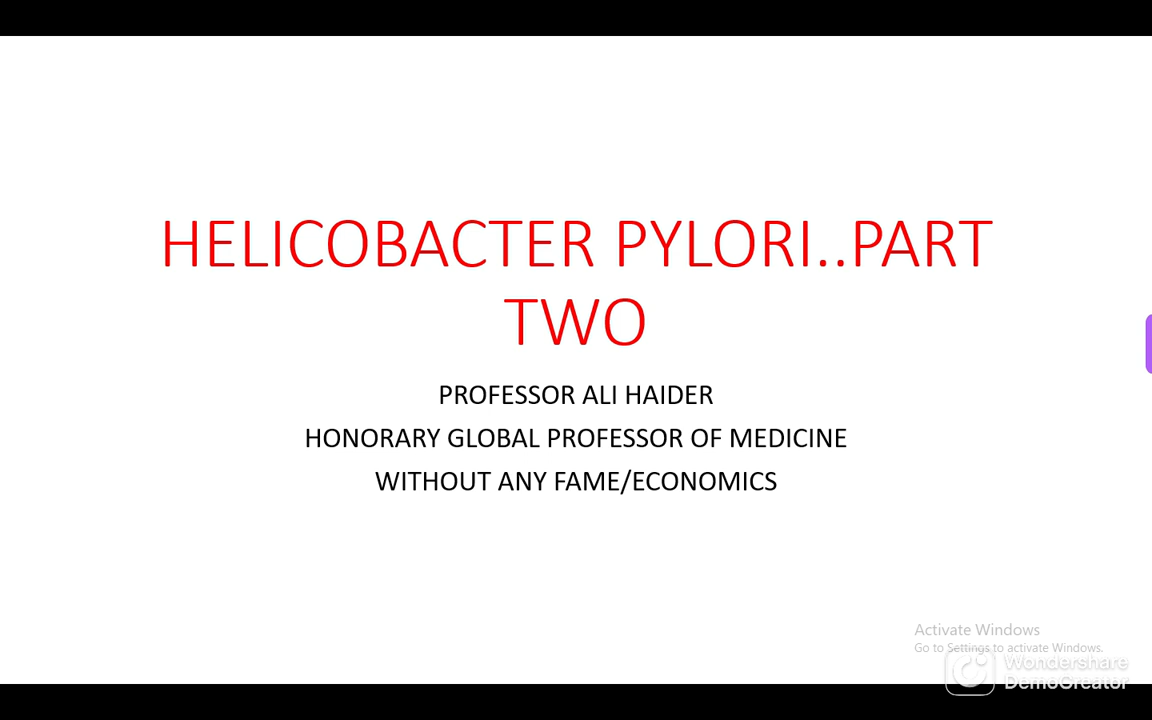 HELICOBACTER PYLORI..PART
TWO
PROFESSOR ALI HAIDER
HONORARY GLOBAL PROFESSOR OF MEDICINE
WITHOUT ANY FAME/ECONOMICS
Activate Windows
Go to Settings to activate Windows.
Wondershare
DemoCreator